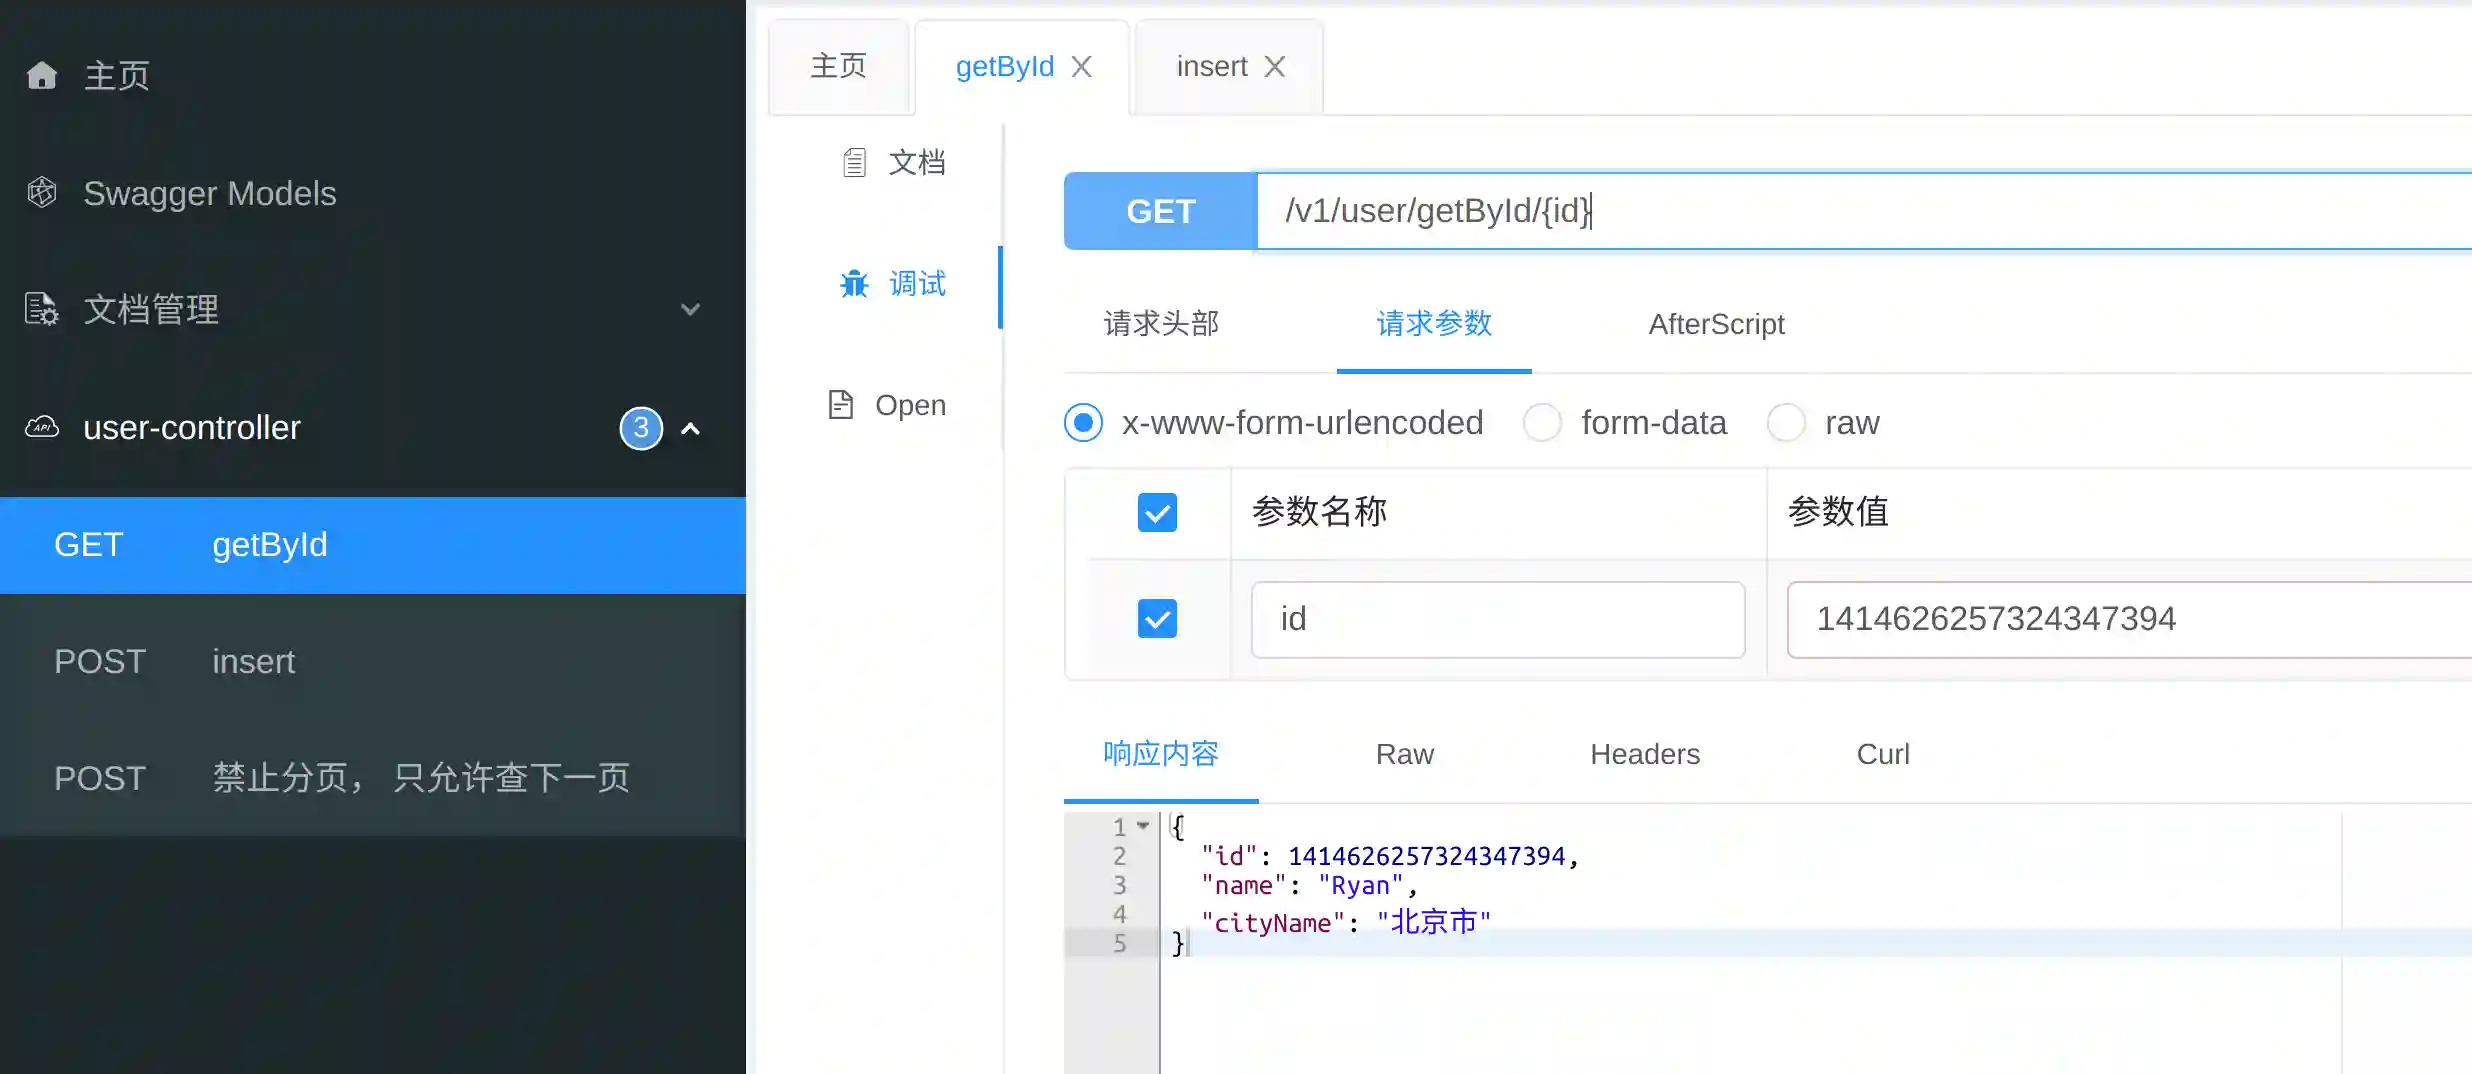 主页
Swagger Models
文档管理
user-controller 3
GET getById
POST insert
POST 禁止分页， 只允许查下一页
主页 getById X insert X
文档
调试
Open
GET /v1/user/getById/{id}
请求头部 请求参数 AfterScript
x-www-form-urlencoded form-data raw
参数名称 参数值
id 1414626257324347394
响应内容 Raw Headers Curl
1 {
2 "id": 1414626257324347394,
3 "name": "Ryan",
4 "cityName": "北京市"
5 }